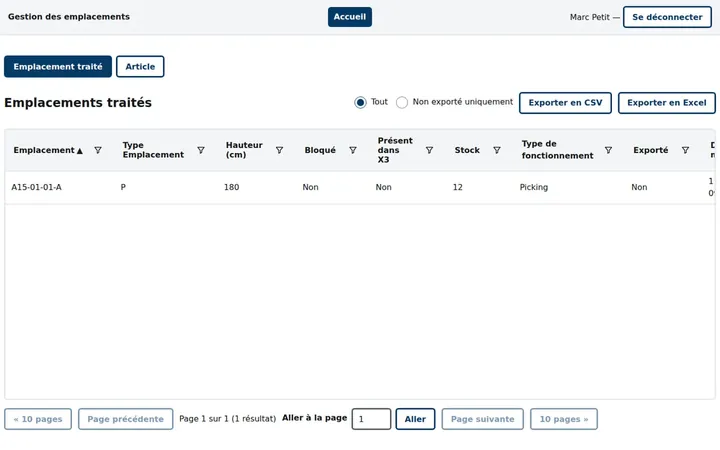 Gestion des emplacements
Accueil
Marc Petit — Se déconnecter
Emplacement traité
Article
Emplacements traités
Tout
Non exporté uniquement
Exporter en CSV
Exporter en Excel
Emplacement ▲
Type Emplacement
Hauteur (cm)
Bloqué
Présent dans X3
Stock
Type de fonctionnement
Exporté
A15-01-01-A
P
180
Non
Non
12
Picking
Non
« 10 pages
Page précédente
Page 1 sur 1 (1 résultat)
Aller à la page
1
Aller
Page suivante
10 pages »